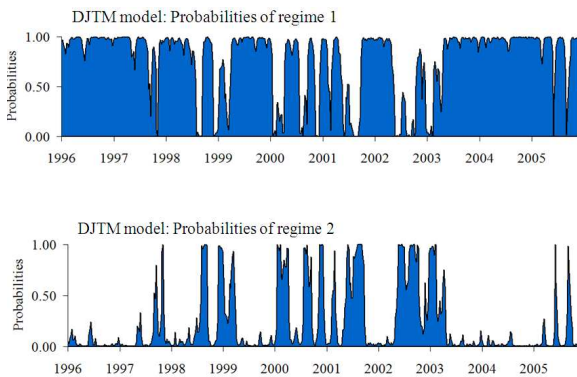 DJTM model: Probabilities of regime 1
Probabilities
1.00
0.50
0.00
1996 1997 1998 1999 2000 2001 2002 2003 2004 2005
DJTM model: Probabilities of regime 2
Probabilities
1.00
0.50
0.00
1996 1997 1998 1999 2000 2001 2002 2003 2004 2005